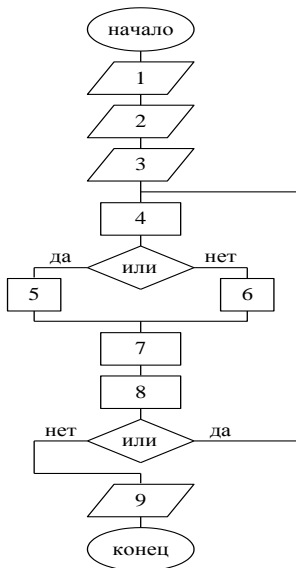 начало
1
2
3
4
да или нет
5 6
7
8
нет или да
9
конец